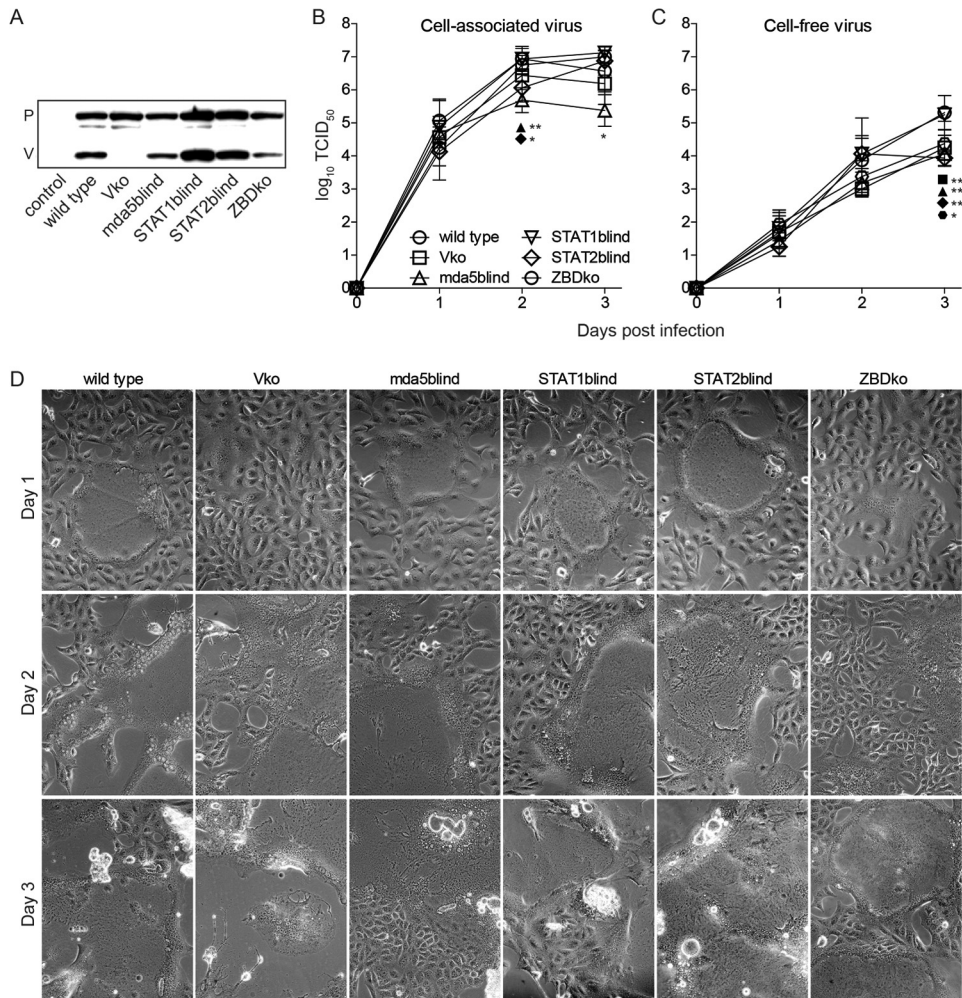 A
P
V
control
wild type
Vko
mda5blind
STAT1blind
STAT2blind
ZBDko
B
Cell-associated virus
log10 TCID50
8
7
6
5
4
3
2
1
0
**
*
*
wild type
Vko
mda5blind
STAT1blind
STAT2blind
ZBDko
0 1 2 3
C
Cell-free virus
8
7
6
5
4
3
2
1
0
**
**
**
*
0 1 2 3
Days post infection
D
wild type Vko mda5blind STAT1blind STAT2blind ZBDko
Day 1
Day 2
Day 3